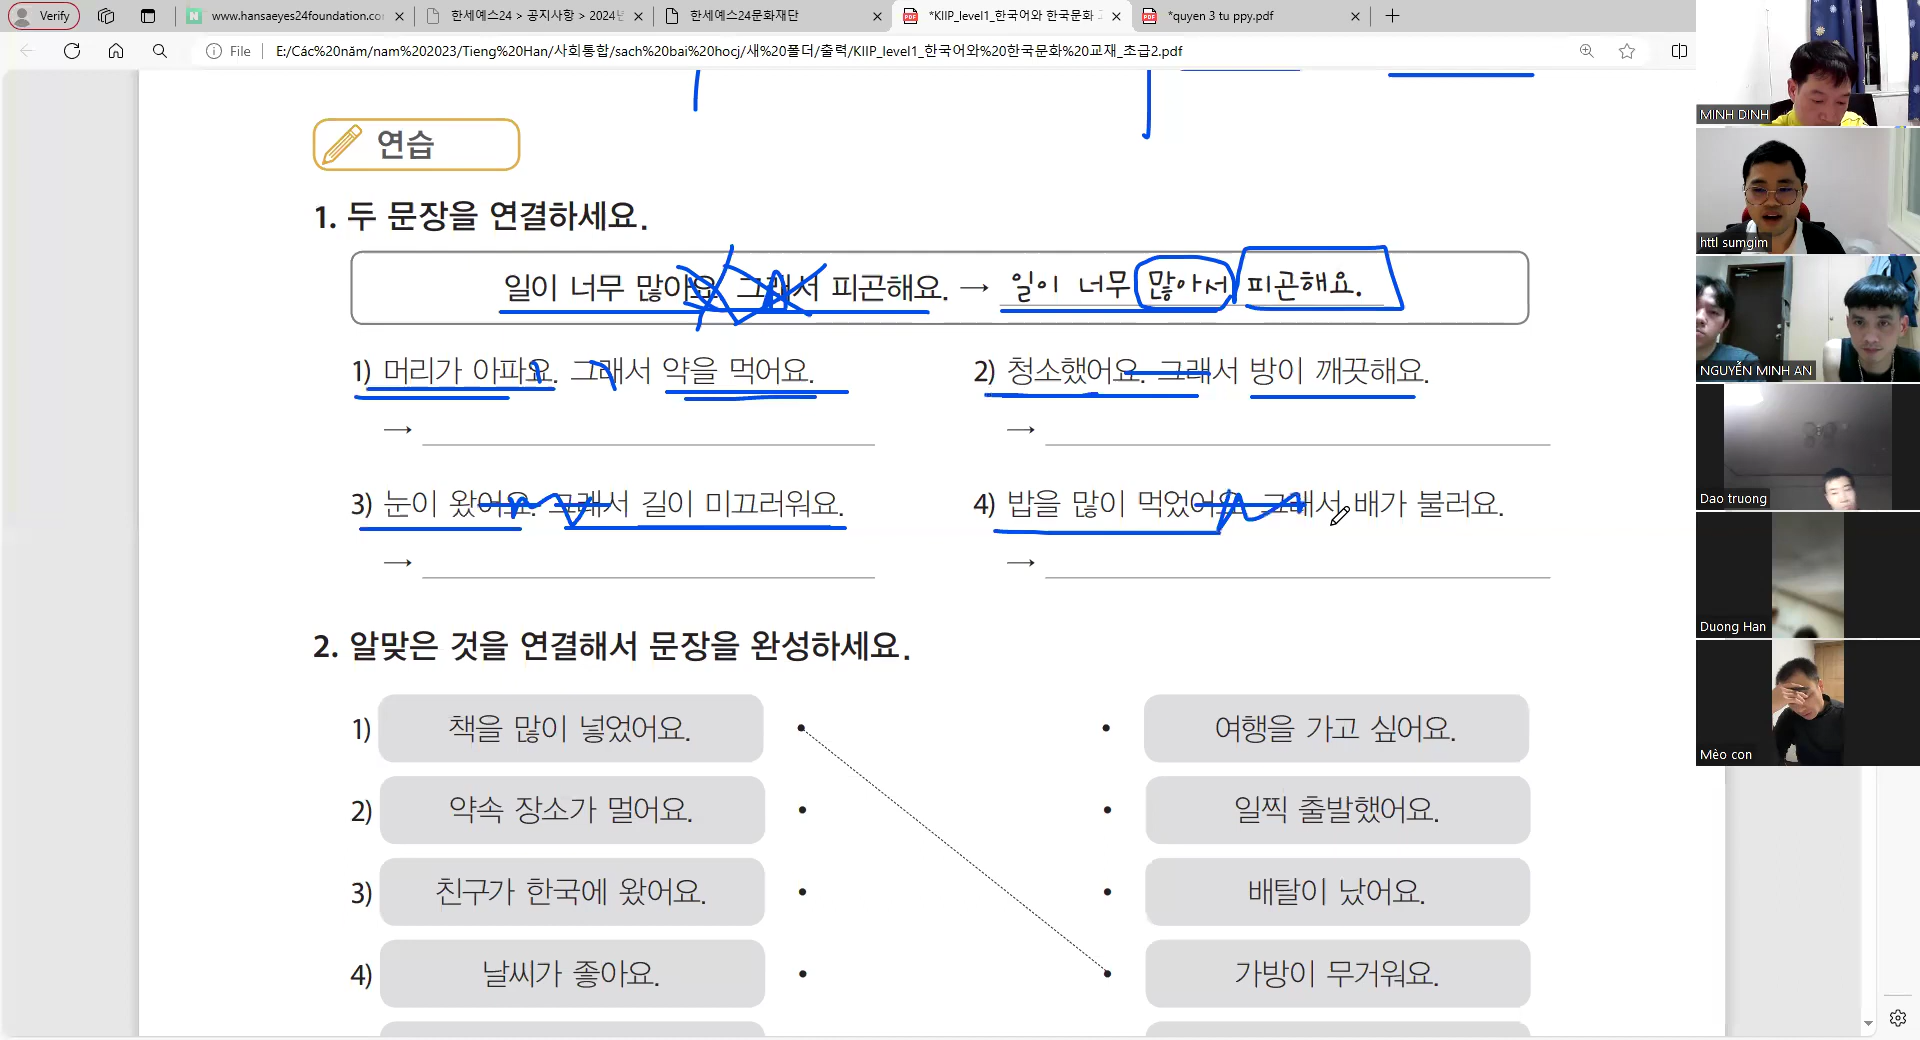 Verify
www.hansaeyes24foundation.co
한세예스24 > 공지사항 > 2024년
한세예스24문화재단
*KIIP_level1_한국어와 한국문화 교
*quyen 3 tu ppy.pdf
File
E:/Các%20năm/nam%202023/Tieng%20Han/사회통합/sach%20bai%20hocj/새%20폴더/출력/KIIP_level1_한국어와%20한국문화%20교재_초급2.pdf
연습
1. 두 문장을 연결하세요.
일이 너무 많아요. 그래서 피곤해요. → 일이 너무 많아서 피곤해요.
1) 머리가 아파요. 그래서 약을 먹어요.
→
2) 청소했어요. 그래서 방이 깨끗해요.
→
3) 눈이 왔어요. 그래서 길이 미끄러워요.
→
4) 밥을 많이 먹었어요. 그래서 배가 불러요.
→
2. 알맞은 것을 연결해서 문장을 완성하세요.
1) 책을 많이 넣었어요. • • 여행을 가고 싶어요.
2) 약속 장소가 멀어요. • • 일찍 출발했어요.
3) 친구가 한국에 왔어요. • • 배탈이 났어요.
4) 날씨가 좋아요. • • 가방이 무거워요.
MINH DINH
httl sumgim
NGUYỄN MINH AN
Dao truong
Duong Han
Mèo con